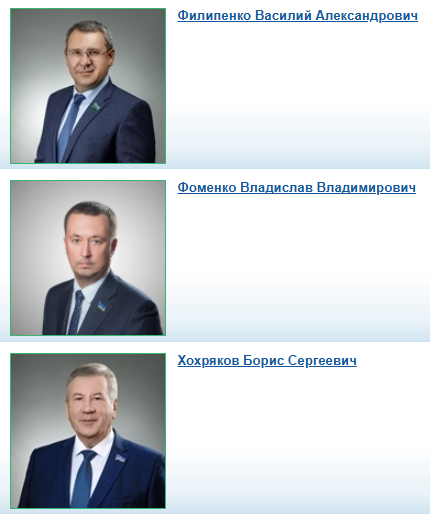 Филипенко Василий Александрович
Фоменко Владислав Владимирович
Хохряков Борис Сергеевич